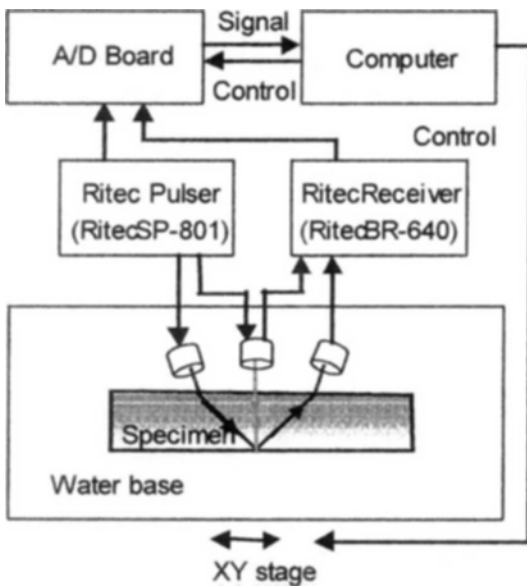 Signal
A/D Board
Computer
Control
Control
Ritec Pulser
(RitecSP-801)
RitecReceiver
(RitecBR-640)
Specimen
Water base
XY stage